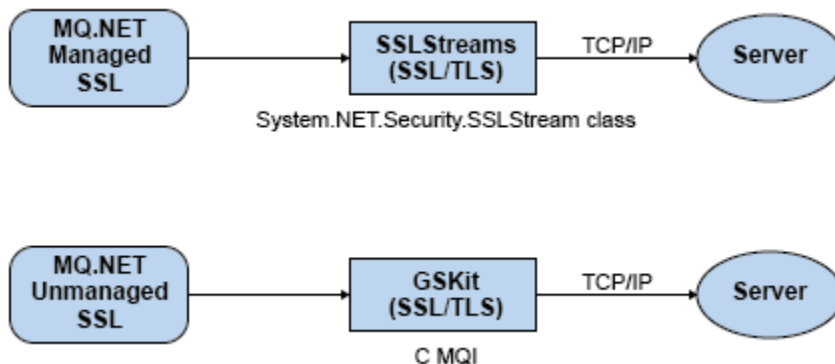 MQ.NET
Managed
SSL
SSLStreams
(SSL/TLS)
TCP/IP
Server
System.NET.Security.SSLStream class
MQ.NET
Unmanaged
SSL
GSKit
(SSL/TLS)
TCP/IP
Server
C MQI